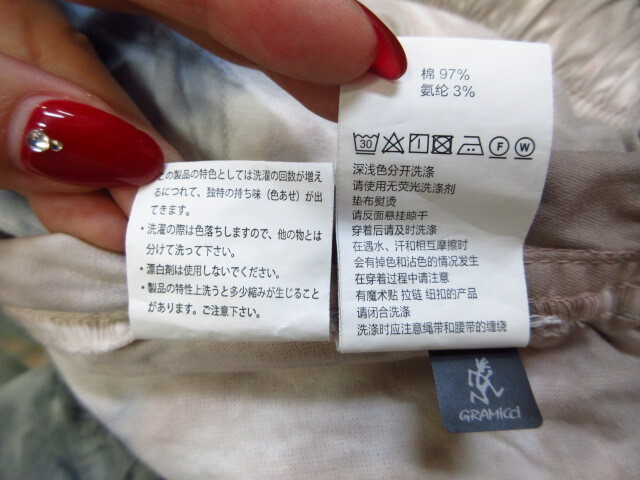 の製品の特色としては洗濯の回数が増え
るにつれて、独特の持ち味（色あせ）が出
てきます。
・洗濯の際は色落ちしますので、他の物とは
分けて洗って下さい。
・漂白剤は使用しないでください。
・製品の特性上洗うと多少縮みが生じること
があります。ご注意下さい。
棉 97%
氨纶 3%
30
F
W
深浅色分开洗涤
请使用无荧光洗涤剂
垫布熨烫
请反面悬挂晾干
穿着后请及时洗涤
在遇水、汗和相互摩擦时
会有掉色和沾色的情况发生
在穿着过程中请注意
有魔术贴 拉链 纽扣的产品
请闭合洗涤
洗涤时应注意绳带和腰带的缠绕
GRAMICCI